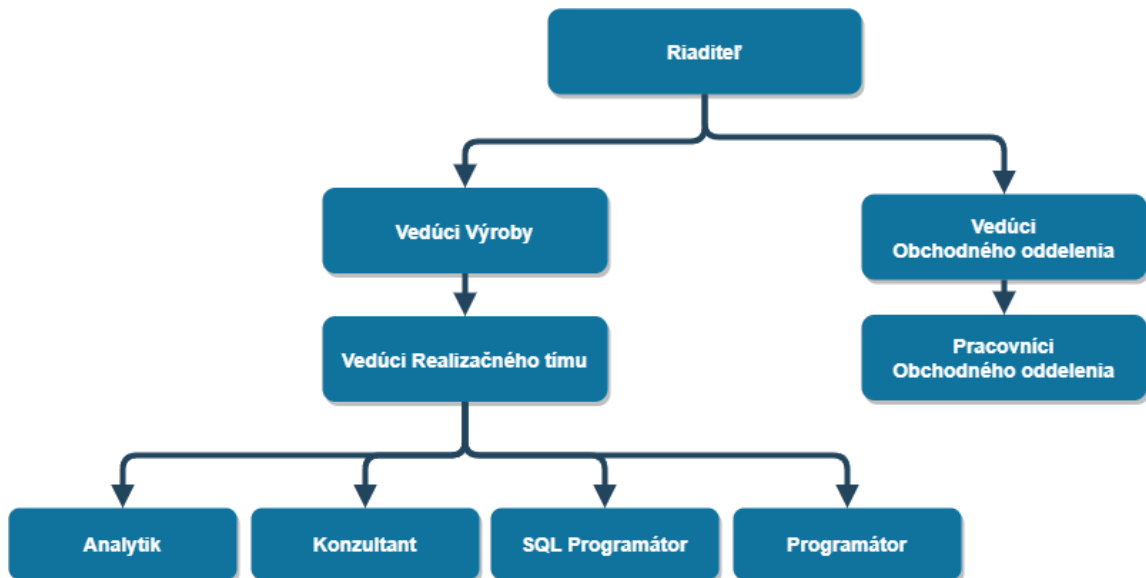 Riaditeľ
Vedúci Výroby
Vedúci
Obchodného oddelenia
Vedúci Realizačného tímu
Pracovníci
Obchodného oddelenia
Analytik
Konzultant
SQL Programátor
Programátor